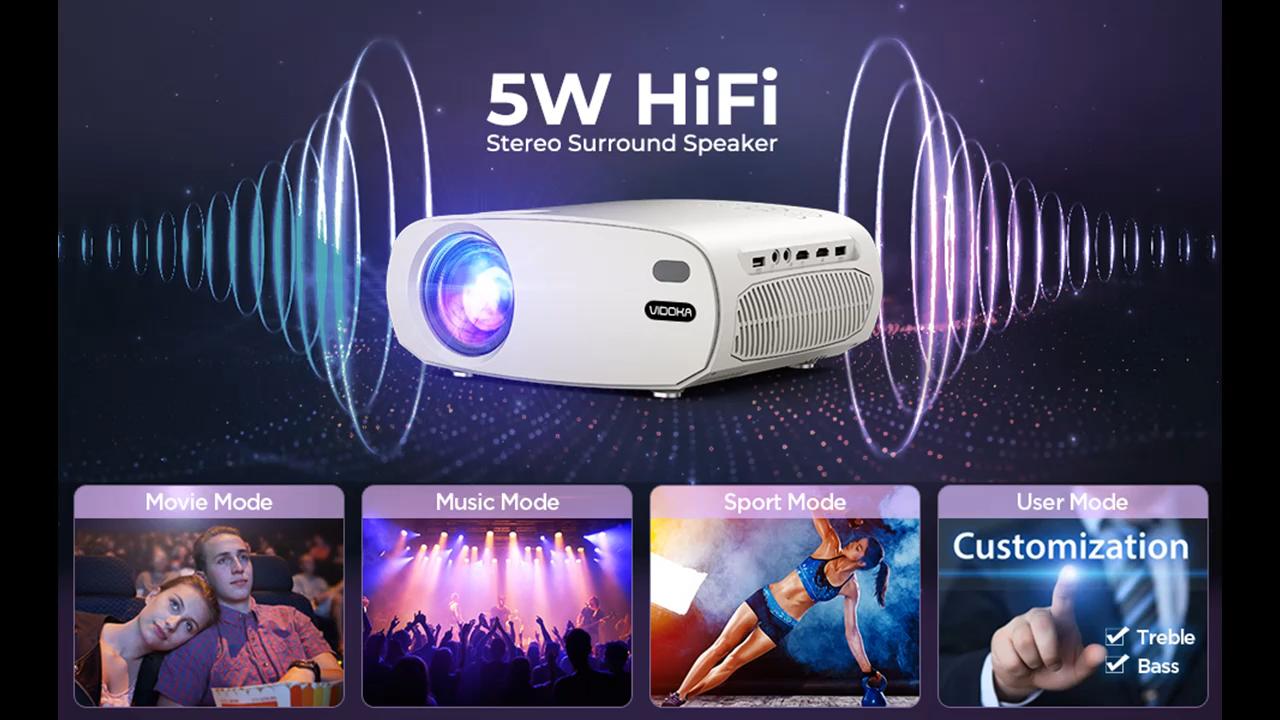 5W HiFi
Stereo Surround Speaker
VIDOKA
Movie Mode
Music Mode
Sport Mode
User Mode
Customization
Treble
Bass